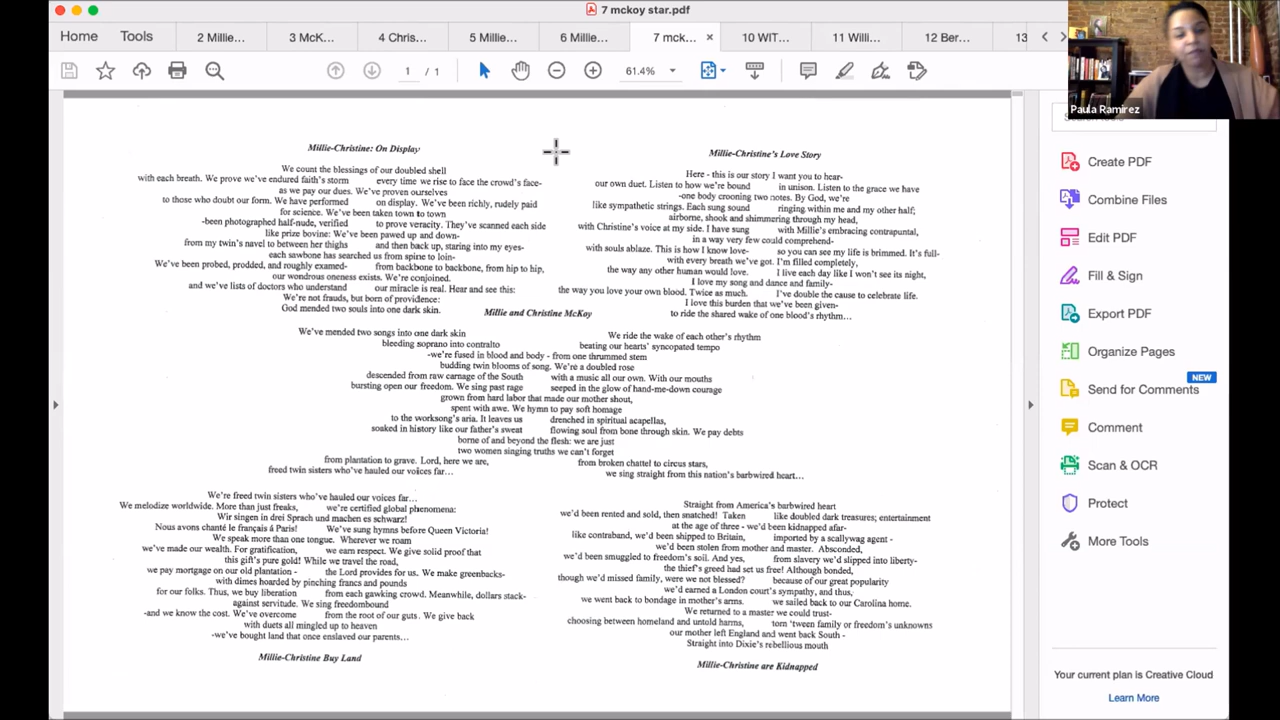 7 mckoy star.pdf
Home
Tools
2 Millie...
3 McK...
4 Chris...
5 Millie...
6 Millie...
7 mck...
10 WIT...
11 Willi...
12 Ber...
13
1 / 1
61.4%
Paula Ramirez
Millie-Christine: On Display
We count the blessings of our doubled shell
with each breath. We prove we've endured faith's storm every time we rise to face the crowd's face-
as we pay our dues. We've proven ourselves
to those who doubt our form. We have performed on display. We've been richly, rudely paid
for science. We've been taken town to town
-been photographed half-nude, verified to prove veracity. They've scanned each side
like prize bovine: We've been pawed up and down-
from my twin's navel to between her thighs and then back up, staring into my eyes-
each sawbone has searched us from spine to loin-
We've been probed, prodded, and roughly examed- from backbone to backbone, from hip to hip,
our wondrous oneness exists. We're conjoined.
and we've lists of doctors who understand our miracle is real. Hear and see this:
We're not frauds, but born of providence:
God mended two souls into one dark skin.
Millie-Christine's Love Story
Here - this is our story I want you to hear-
our own duet. Listen to how we're bound in unison. Listen to the grace we have
-one body crooning two notes. By God, we're
like sympathetic strings. Each sung sound ringing within me and my other half;
airborne, shook and shimmering through my head,
with Christine's voice at my side. I have sung with Millie's embracing contrapuntal,
in a way very few could comprehend-
with souls ablaze. This is how I know love- so you can see my life is brimmed. It's full-
with every breath we've got. I'm filled completely,
the way any other human would love. I live each day like I won't see its night,
I love my song and dance and family-
the way you love your own blood. Twice as much. I've double the cause to celebrate life.
I love this burden that we've been given-
to ride the shared wake of one blood's rhythm...
Millie and Christine McKoy
We've mended two songs into one dark skin We ride the wake of each other's rhythm
bleeding soprano into contralto beating our hearts' syncopated tempo
-we're fused in blood and body - from one thrummed stem
budding twin blooms of song. We're a doubled rose
descended from raw carnage of the South with a music all our own. With our mouths
bursting open our freedom. We sing past rage seeped in the glow of hand-me-down courage
grown from hard labor that made our mother shout,
spent with awe. We hymn to pay soft homage
to the worksong's aria. It leaves us drenched in spiritual acapellas,
soaked in history like our father's sweat flowing soul from bone through skin. We pay debts
borne of and beyond the flesh: we are just
two women singing truths we can't forget
from plantation to grave. Lord, here we are, from broken chattel to circus stars,
freed twin sisters who've hauled our voices far... we sing straight from this nation's barbwired heart...
We're freed twin sisters who've hauled our voices far...
We melodize worldwide. More than just freaks, we're certified global phenomena:
Wir singen in drei Sprach und machen es schwarz!
Nous avons chanté le français á Paris! We've sung hymns before Queen Victoria!
We speak more than one tongue. Wherever we roam
we've made our wealth. For gratification, we earn respect. We give solid proof that
this gift's pure gold! While we travel the road,
we pay mortgage on our old plantation - the Lord provides for us. We make greenbacks-
with dimes hoarded by pinching francs and pounds
for our folks. Thus, we buy liberation from each gawking crowd. Meanwhile, dollars stack-
against servitude. We sing freedombound
-and we know the cost. We've overcome from the root of our guts. We give back
with duets all mingled up to heaven
-we've bought land that once enslaved our parents...
Millie-Christine Buy Land
Straight from America's barbwired heart
we'd been rented and sold, then snatched! Taken like doubled dark treasures; entertainment
at the age of three - we'd been kidnapped afar-
like contraband, we'd been shipped to Britain, imported by a scallywag agent -
we'd been stolen from mother and master. Absconded,
we'd been smuggled to freedom's soil. And yes, from slavery we'd slipped into liberty-
the thief's greed had set us free! Although bonded,
though we'd missed family, were we not blessed? because of our great popularity
we'd earned a London court's sympathy, and thus,
we went back to bondage in mother's arms. we sailed back to our Carolina home.
We returned to a master we could trust-
choosing between homeland and untold harms, torn 'tween family or freedom's unknowns
our mother left England and went back South -
Straight into Dixie's rebellious mouth
Millie-Christine are Kidnapped
Create PDF
Combine Files
Edit PDF
Fill & Sign
Export PDF
Organize Pages
NEW
Send for Comments
Comment
Scan & OCR
Protect
More Tools
Your current plan is Creative Cloud
Learn More